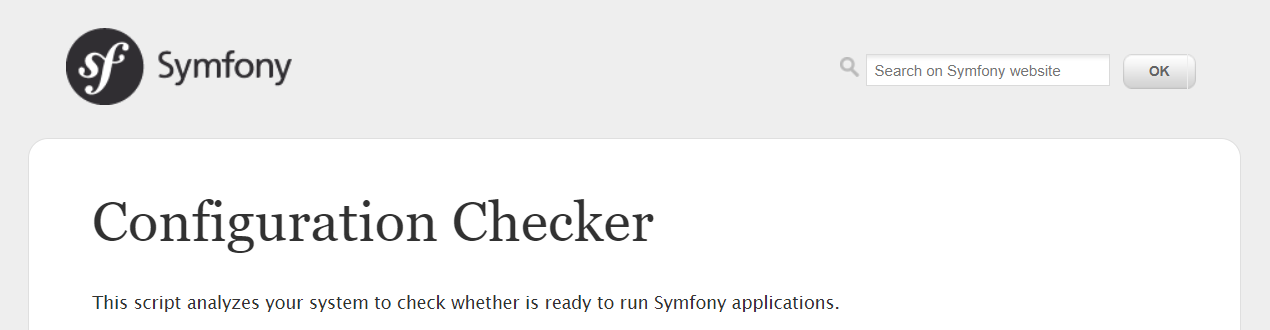 sf Symfony
Search on Symfony website
OK
Configuration Checker
This script analyzes your system to check whether is ready to run Symfony applications.